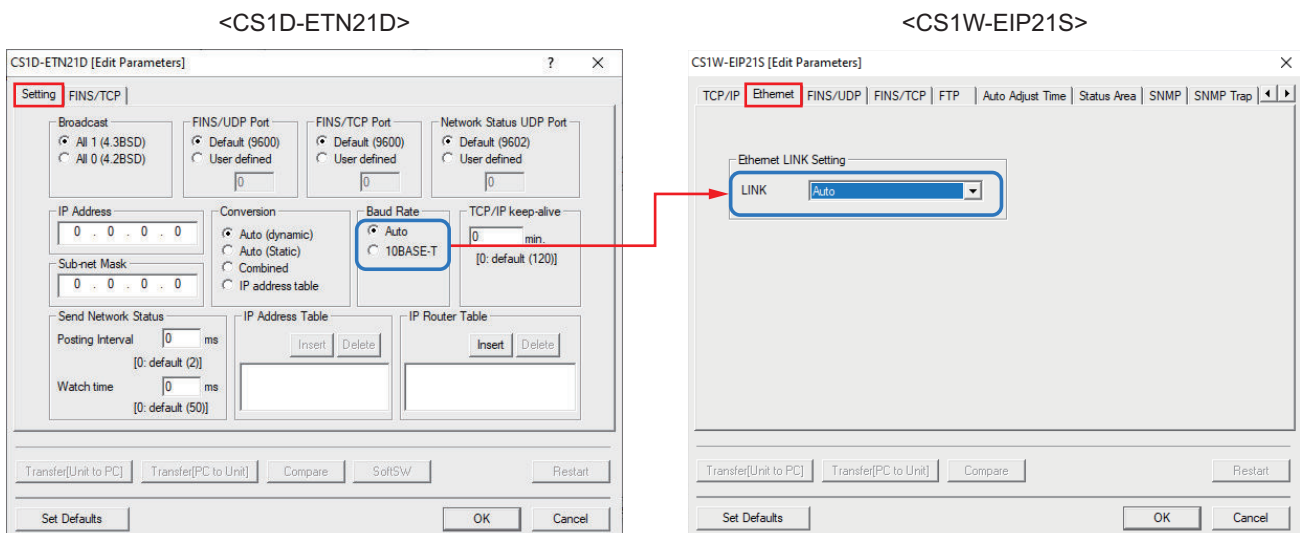 <CS1D-ETN21D>
CS1D-ETN21D [Edit Parameters] ? ×
Setting FINS/TCP
Broadcast
All 1 (4.3BSD)
All 0 (4.2BSD)
FINS/UDP Port
Default (9600)
User defined
0
FINS/TCP Port
Default (9600)
User defined
0
Network Status UDP Port
Default (9602)
User defined
0
IP Address
0 . 0 . 0 . 0
Sub-net Mask
0 . 0 . 0 . 0
Conversion
Auto (dynamic)
Auto (Static)
Combined
IP address table
Baud Rate
Auto
10BASE-T
TCP/IP keep-alive
0 min.
[0: default (120)]
Send Network Status
Posting Interval 0 ms
[0: default (2)]
Watch time 0 ms
[0: default (50)]
IP Address Table
Insert Delete
IP Router Table
Insert Delete
Transfer[Unit to PC] Transfer[PC to Unit] Compare SoftSW Restart
Set Defaults OK Cancel
<CS1W-EIP21S>
CS1W-EIP21S [Edit Parameters] ×
TCP/IP Ethernet FINS/UDP FINS/TCP FTP Auto Adjust Time Status Area SNMP SNMP Trap
Ethernet LINK Setting
LINK Auto
Transfer[Unit to PC] Transfer[PC to Unit] Compare Restart
Set Defaults OK Cancel